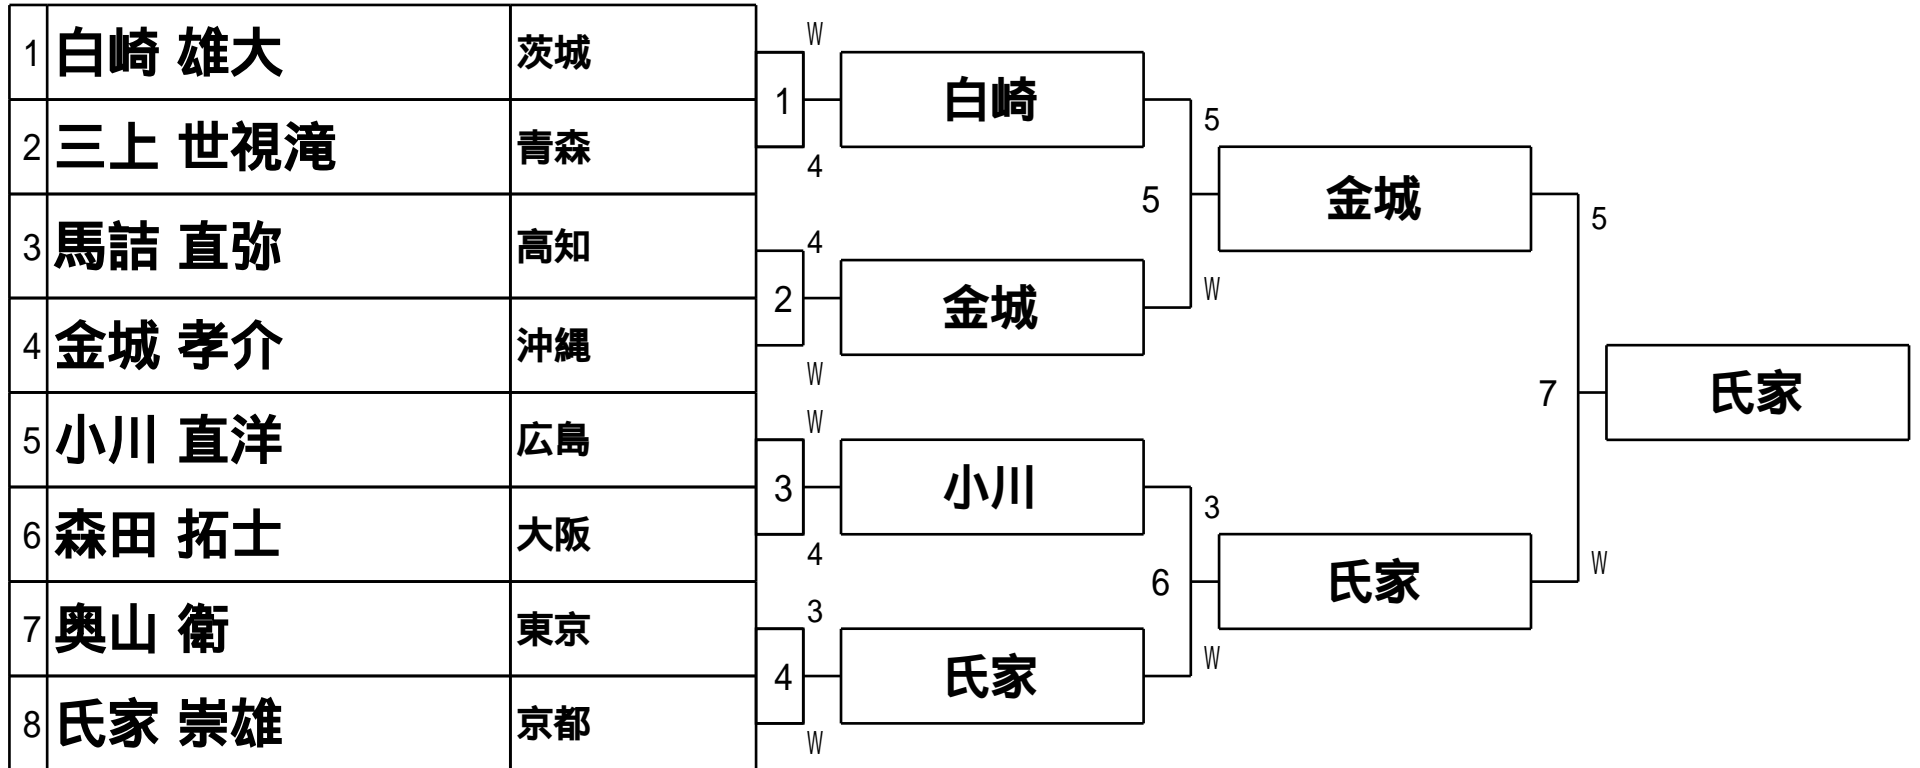 1 白崎 雄大 茨城
2 三上 世視滝 青森
3 馬詰 直弥 高知
4 金城 孝介 沖縄
5 小川 直洋 広島
6 森田 拓士 大阪
7 奥山 衛 東京
8 氏家 崇雄 京都
W
1
4
白崎
4
2
W
金城
W
3
4
小川
3
4
W
氏家
5
5
W
金城
3
6
W
氏家
5
7
W
氏家